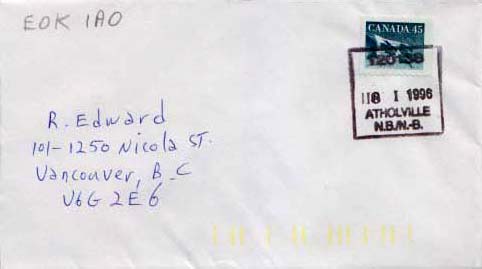 EOK 1AO
CANADA 45
120138
18 I 1996
ATHOLVILLE
N.B./N.-B.
R. Edward
101-1250 Nicola ST.
Vancouver, B.C
V6G 2E6